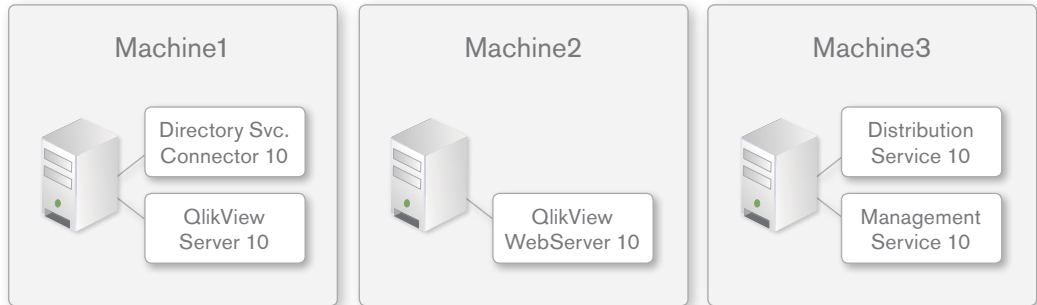 Machine1
Directory Svc.
Connector 10
QlikView
Server 10
Machine2
QlikView
WebServer 10
Machine3
Distribution
Service 10
Management
Service 10